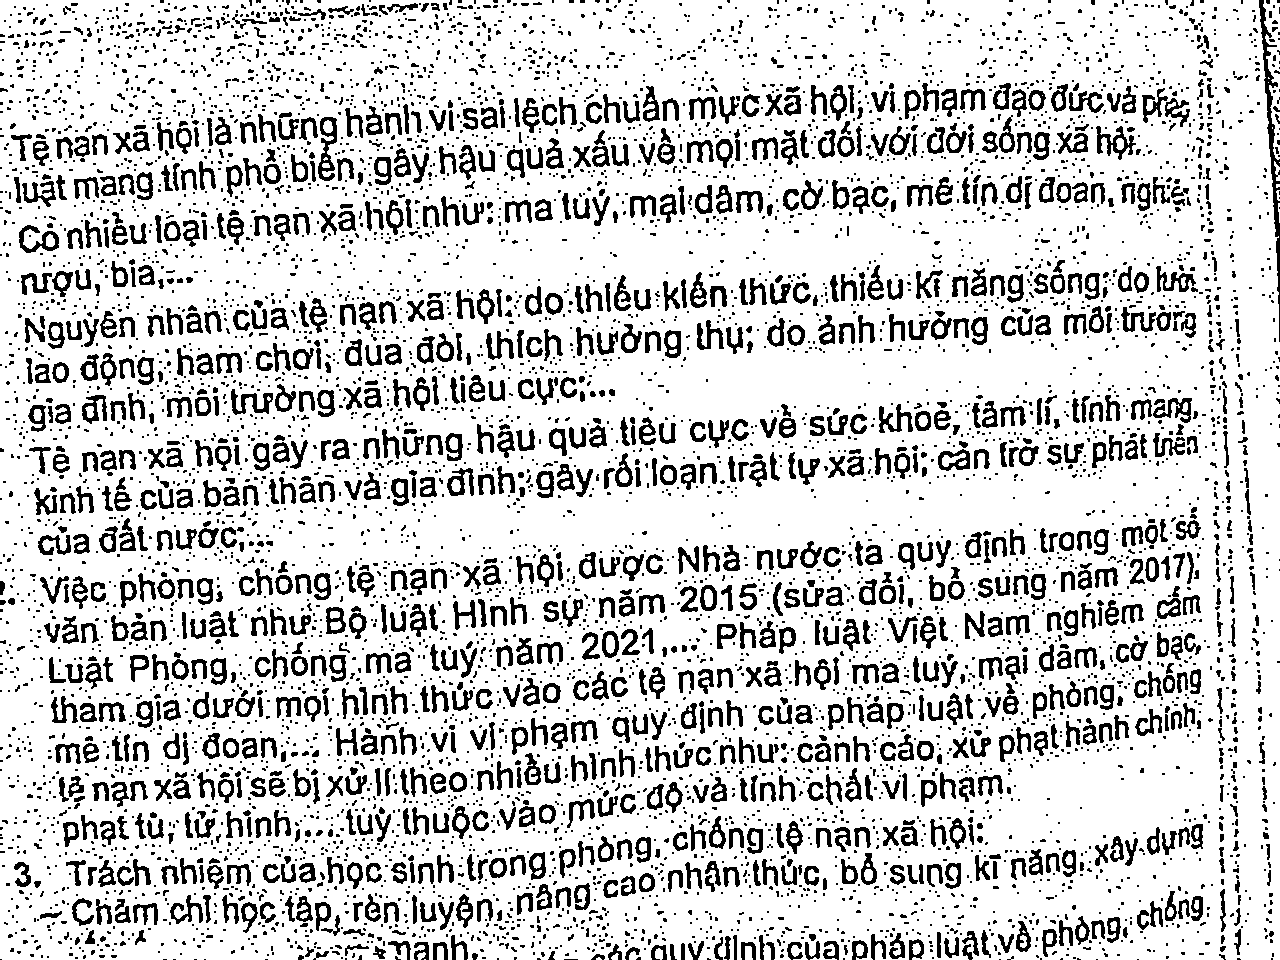 Tệ nạn xã hội là những hành vi sai lệch chuẩn mực xã hội, vi phạm đạo đức và pháp
luật mang tính phổ biến, gây hậu quả xấu về mọi mặt đối với đời sống xã hội.
Có nhiều loại tệ nạn xã hội như: ma tuý, mại dâm, cờ bạc, mê tín dị đoan, nghiện
rượu, bia,...
Nguyên nhân của tệ nạn xã hội: do thiếu kiến thức, thiếu kĩ năng sống; do lười
lao động, ham chơi, đua đòi, thích hưởng thụ; do ảnh hưởng của môi trường
gia đình, môi trường xã hội tiêu cực;...
Tệ nạn xã hội gây ra những hậu quả tiêu cực về sức khoẻ, tâm lí, tính mạng,
kinh tế của bản thân và gia đình; gây rối loạn trật tự xã hội; cản trở sự phát triển
của đất nước;...
2. Việc phòng, chống tệ nạn xã hội được Nhà nước ta quy định trong một số
văn bản luật như Bộ luật Hình sự năm 2015 (sửa đổi, bổ sung năm 2017),
Luật Phòng, chống ma tuý năm 2021,... Pháp luật Việt Nam nghiêm cấm
tham gia dưới mọi hình thức vào các tệ nạn xã hội ma tuý, mại dâm, cờ bạc,
mê tín dị đoan,... Hành vi vi phạm quy định của pháp luật về phòng, chống
tệ nạn xã hội sẽ bị xử lí theo nhiều hình thức như: cảnh cáo, xử phạt hành chính,
phạt tù, tử hình,... tuỳ thuộc vào mức độ và tính chất vi phạm.
3. Trách nhiệm của học sinh trong phòng, chống tệ nạn xã hội:
– Chăm chỉ học tập, rèn luyện, nâng cao nhận thức, bổ sung kĩ năng, xây dựng
mạnh. các quy định của pháp luật về phòng, chống